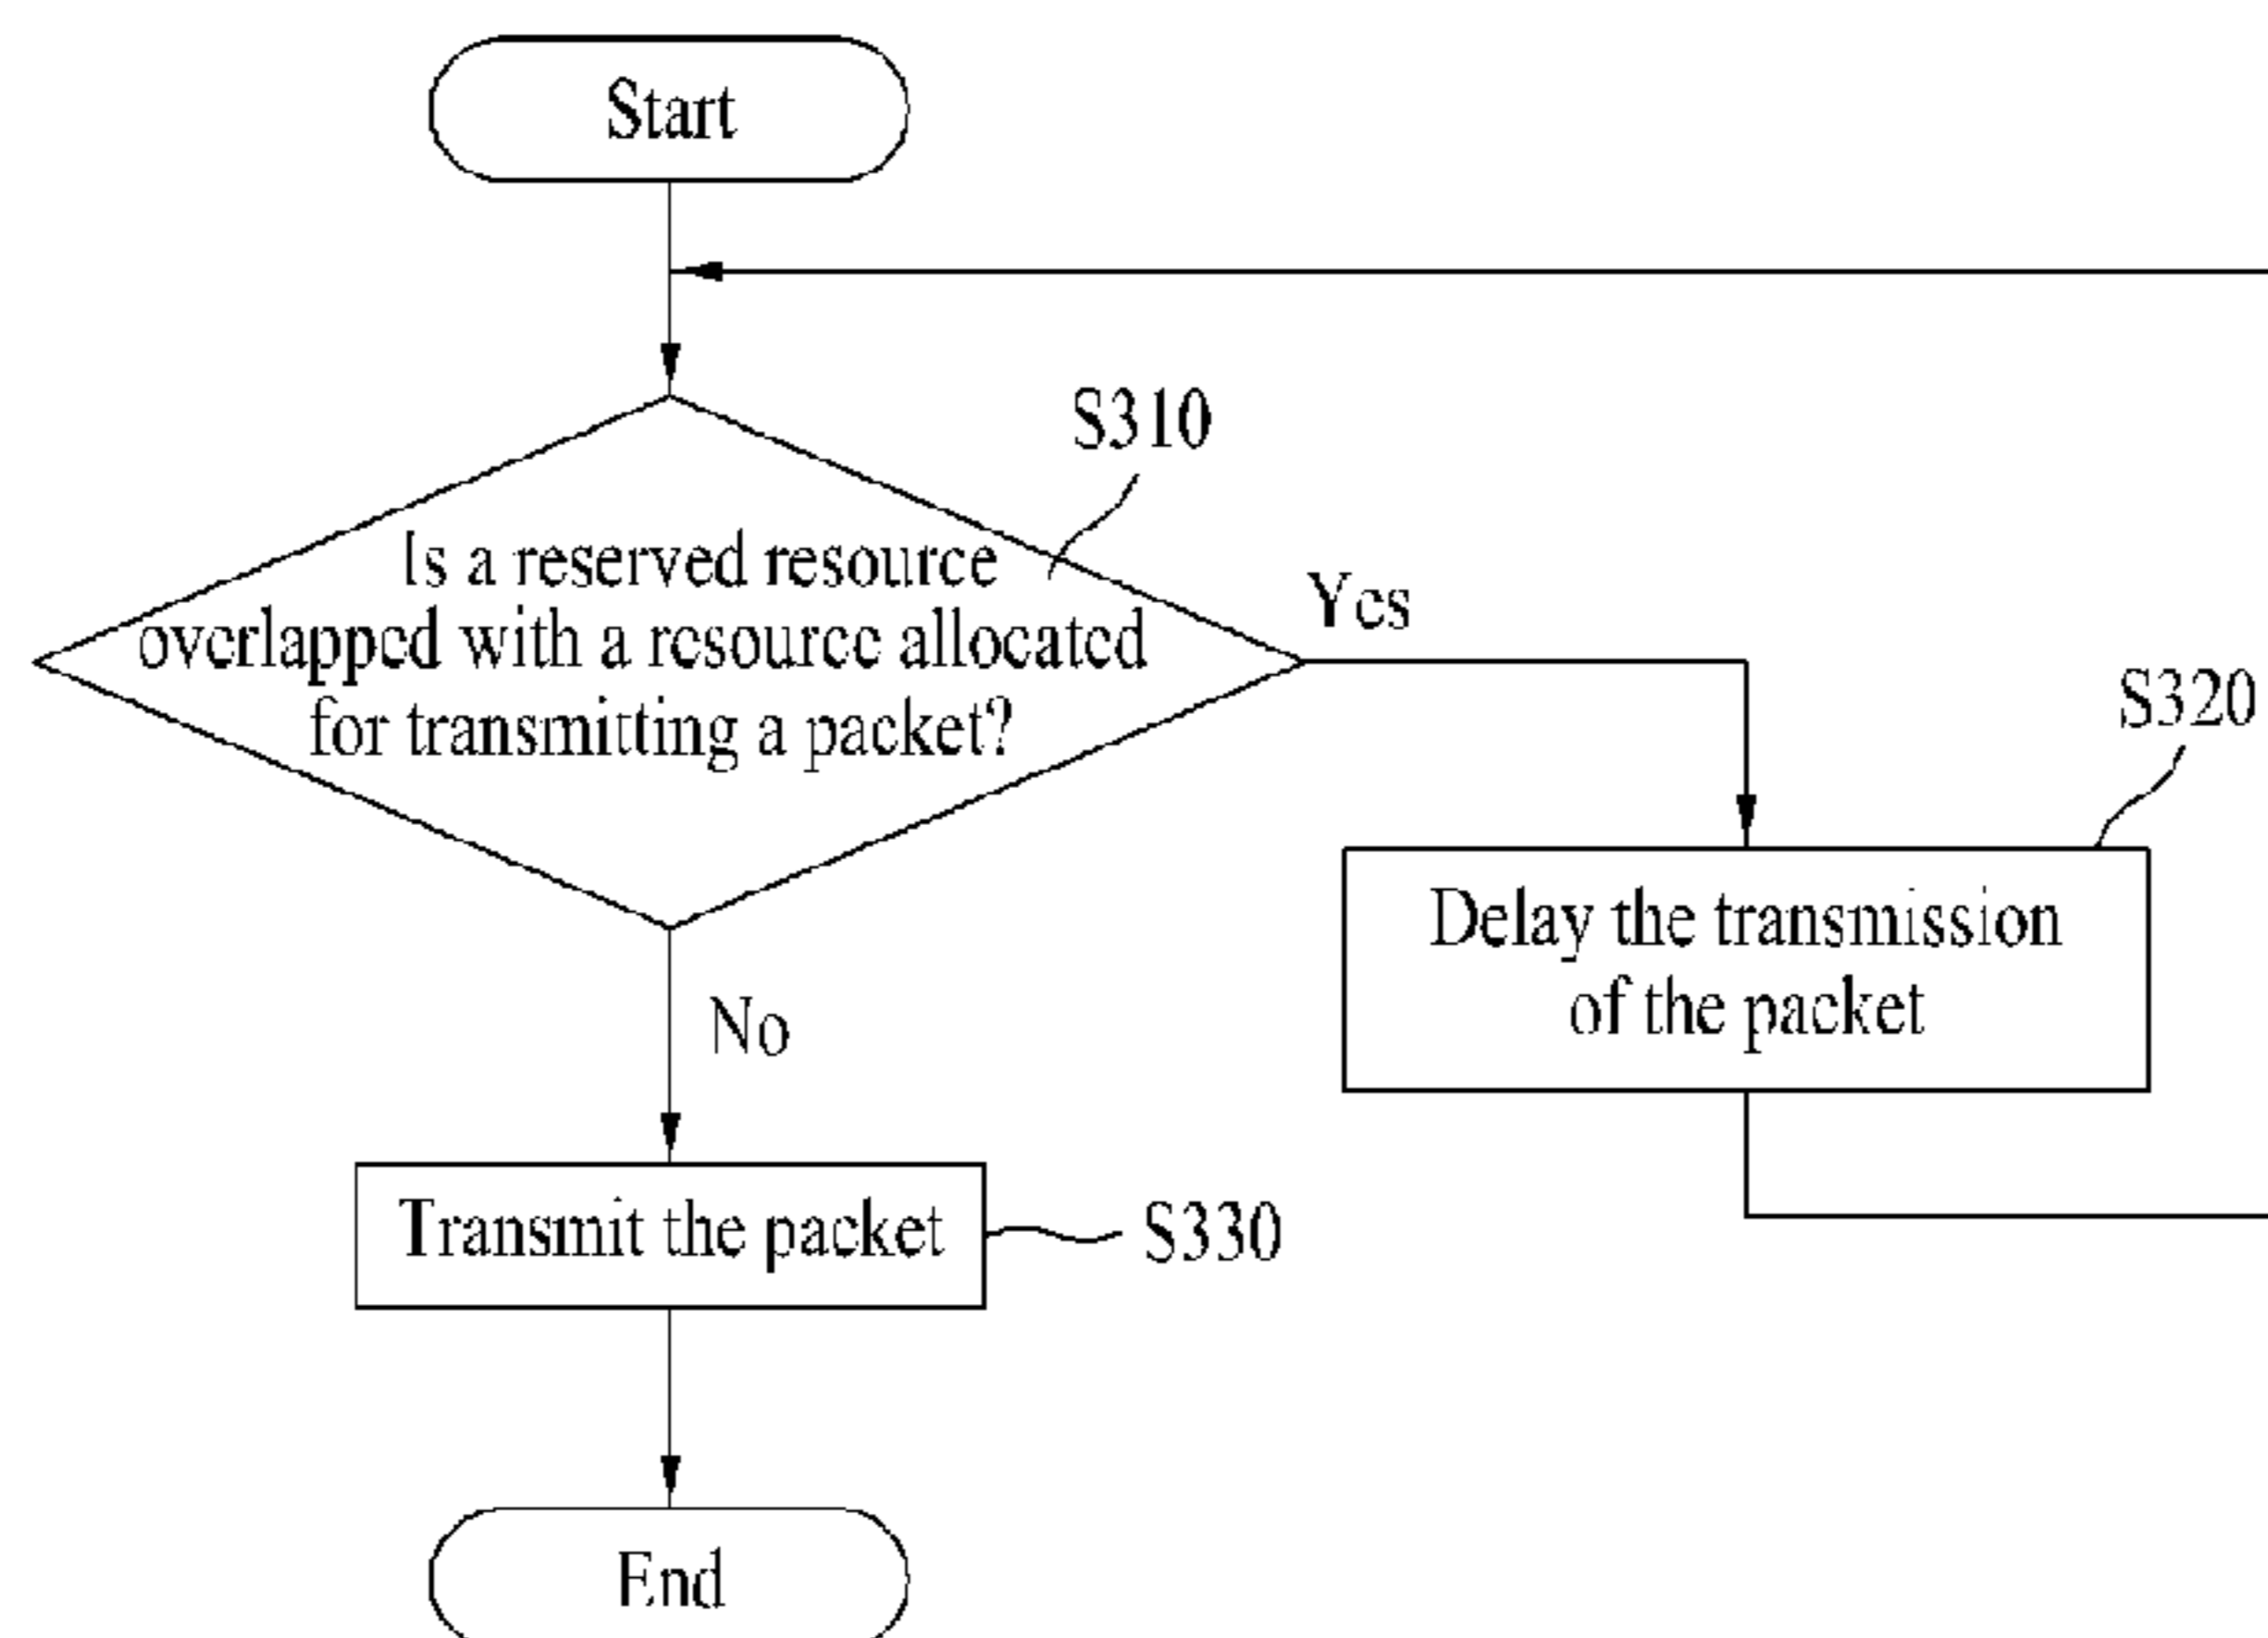 Start
S310
Is a reserved resource
overlapped with a resource allocated
for transmitting a packet?
Yes
S320
Delay the transmission
of the packet
No
Transmit the packet
S330
End